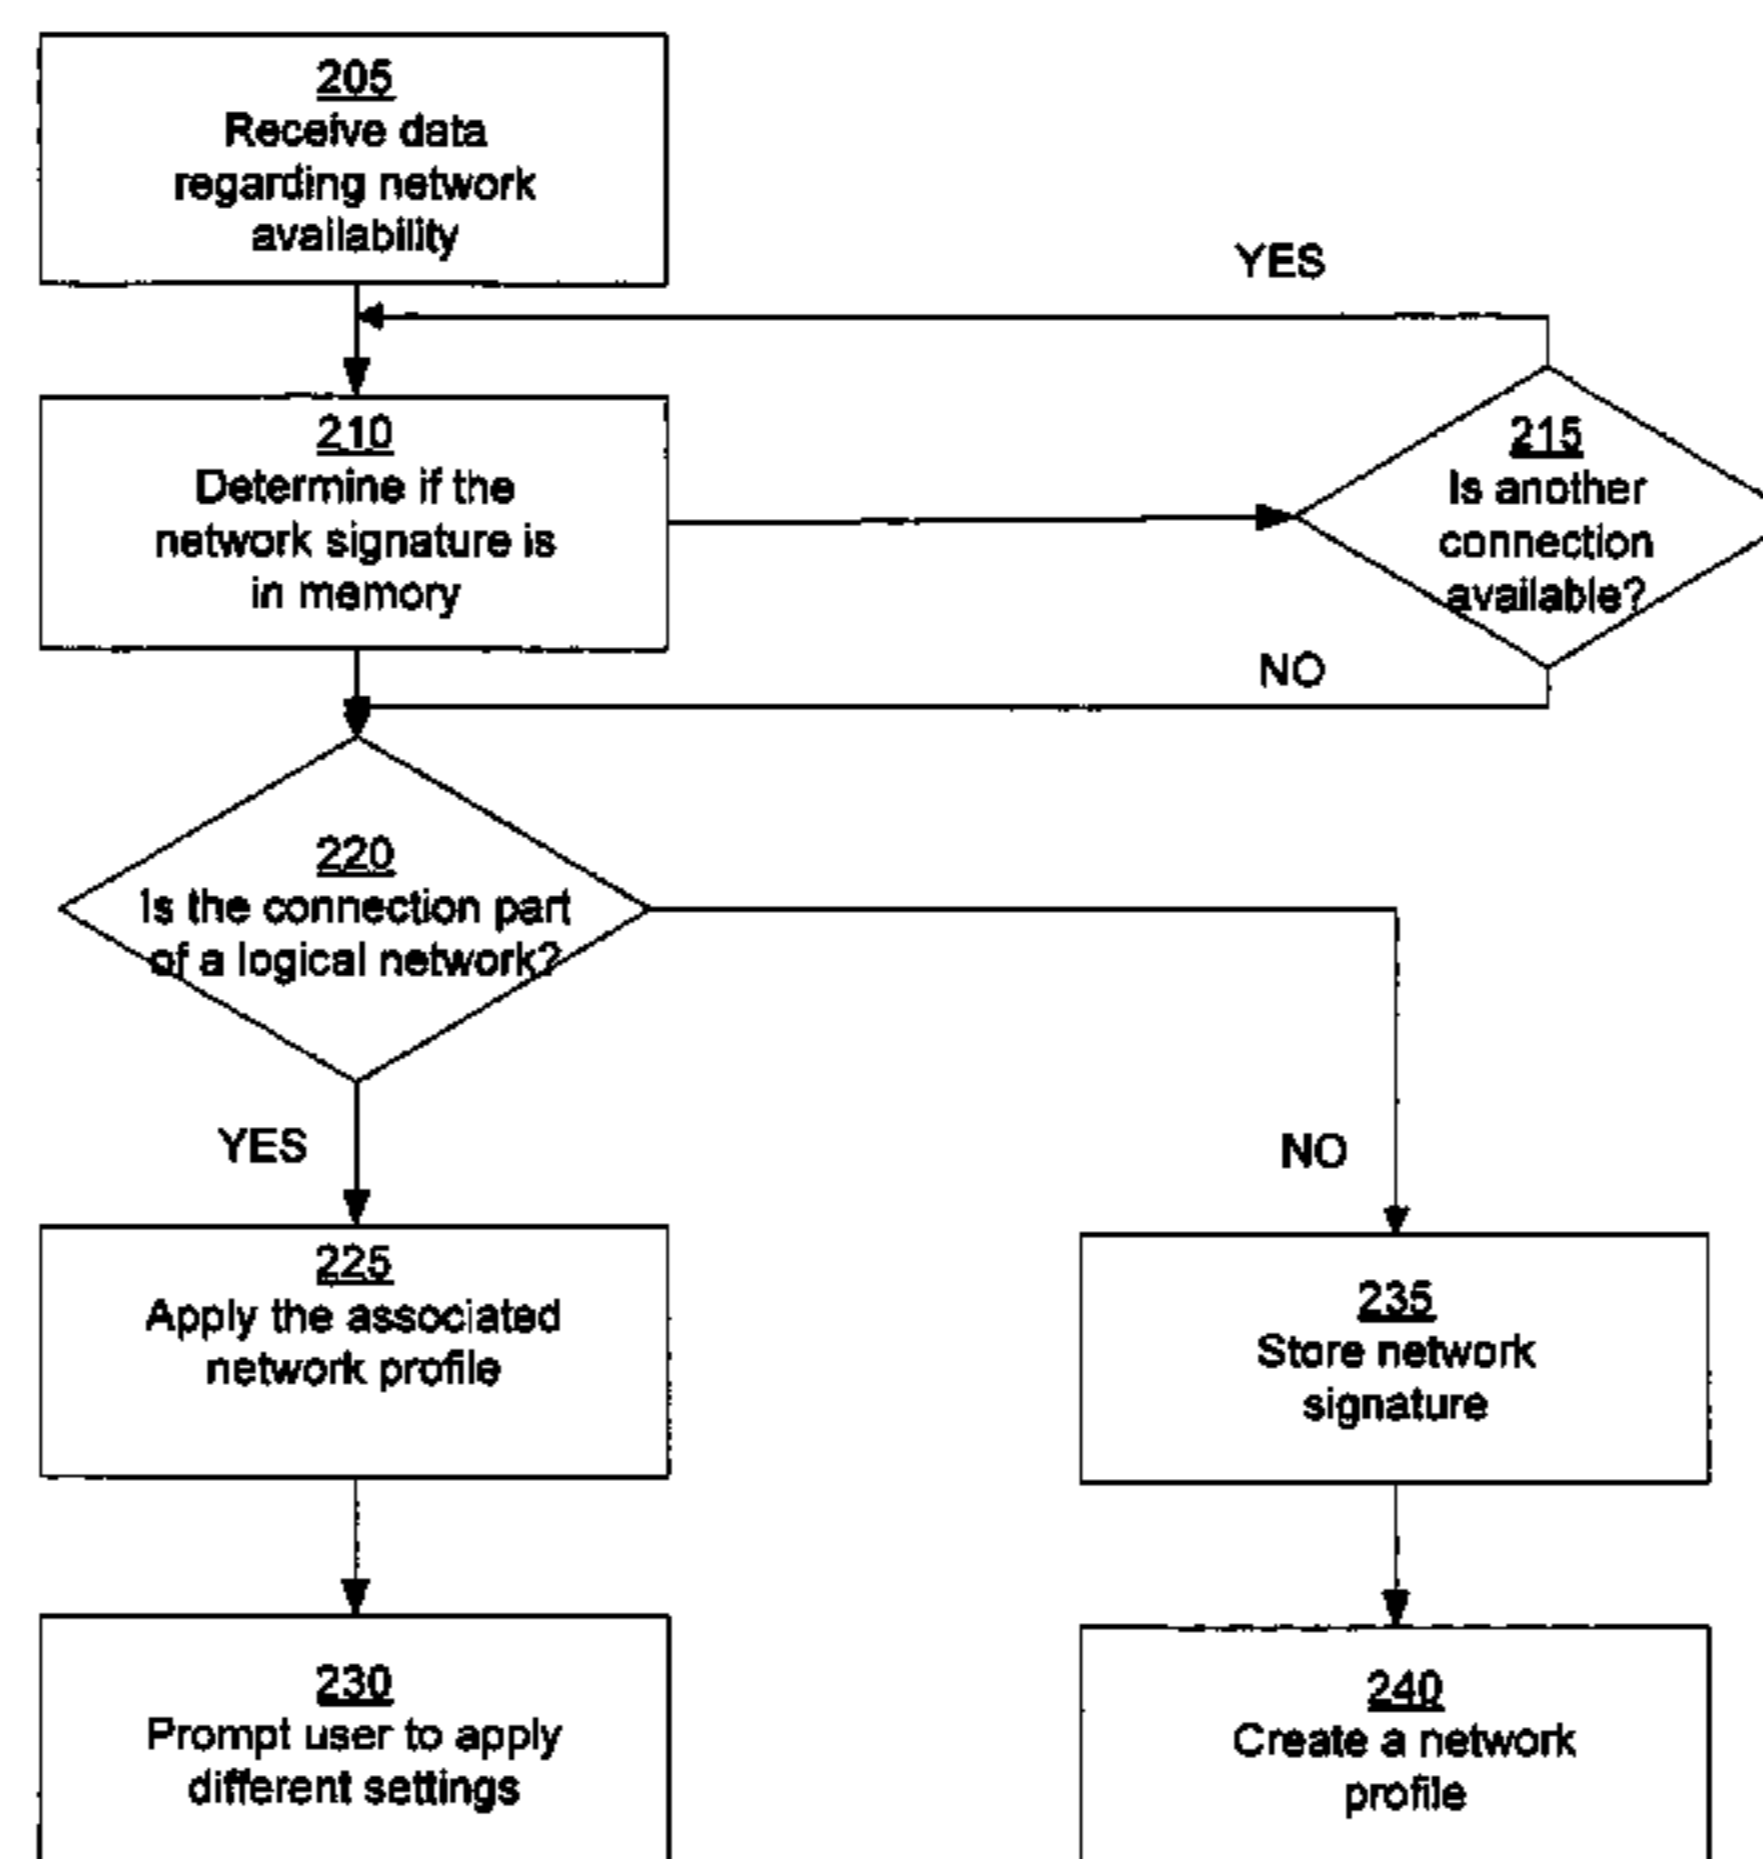 205
Receive data
regarding network
availability
YES
210
Determine if the
network signature is
in memory
215
Is another
connection
available?
NO
220
Is the connection part
of a logical network?
YES
NO
225
Apply the associated
network profile
235
Store network
signature
230
Prompt user to apply
different settings
240
Create a network
profile